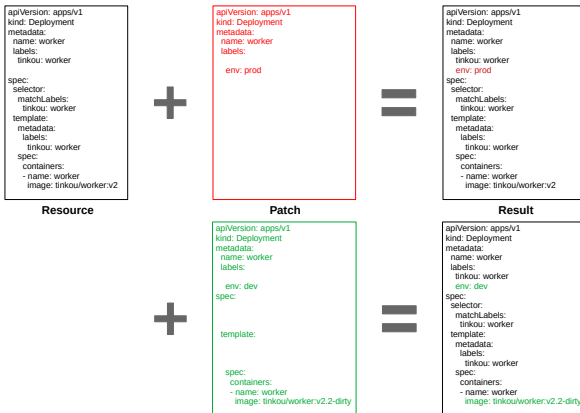 apiVersion: apps/v1
kind: Deployment
metadata:
name: worker
labels:
tinkou: worker
spec:
selector:
matchLabels:
tinkou: worker
template:
metadata:
labels:
tinkou: worker
spec:
containers:
- name: worker
image: tinkou/worker:v2
Resource
+
apiVersion: apps/v1
kind: Deployment
metadata:
name: worker
labels:
env: prod
Patch
=
apiVersion: apps/v1
kind: Deployment
metadata:
name: worker
labels:
tinkou: worker
env: prod
spec:
selector:
matchLabels:
tinkou: worker
template:
metadata:
labels:
tinkou: worker
spec:
containers:
- name: worker
image: tinkou/worker:v2
Result
+
apiVersion: apps/v1
kind: Deployment
metadata:
name: worker
labels:
env: dev
spec:
template:
spec:
containers:
- name: worker
image: tinkou/worker:v2.2-dirty
=
apiVersion: apps/v1
kind: Deployment
metadata:
name: worker
labels:
tinkou: worker
env: dev
spec:
selector:
matchLabels:
tinkou: worker
template:
metadata:
labels:
tinkou: worker
spec:
containers:
- name: worker
image: tinkou/worker:v2.2-dirty